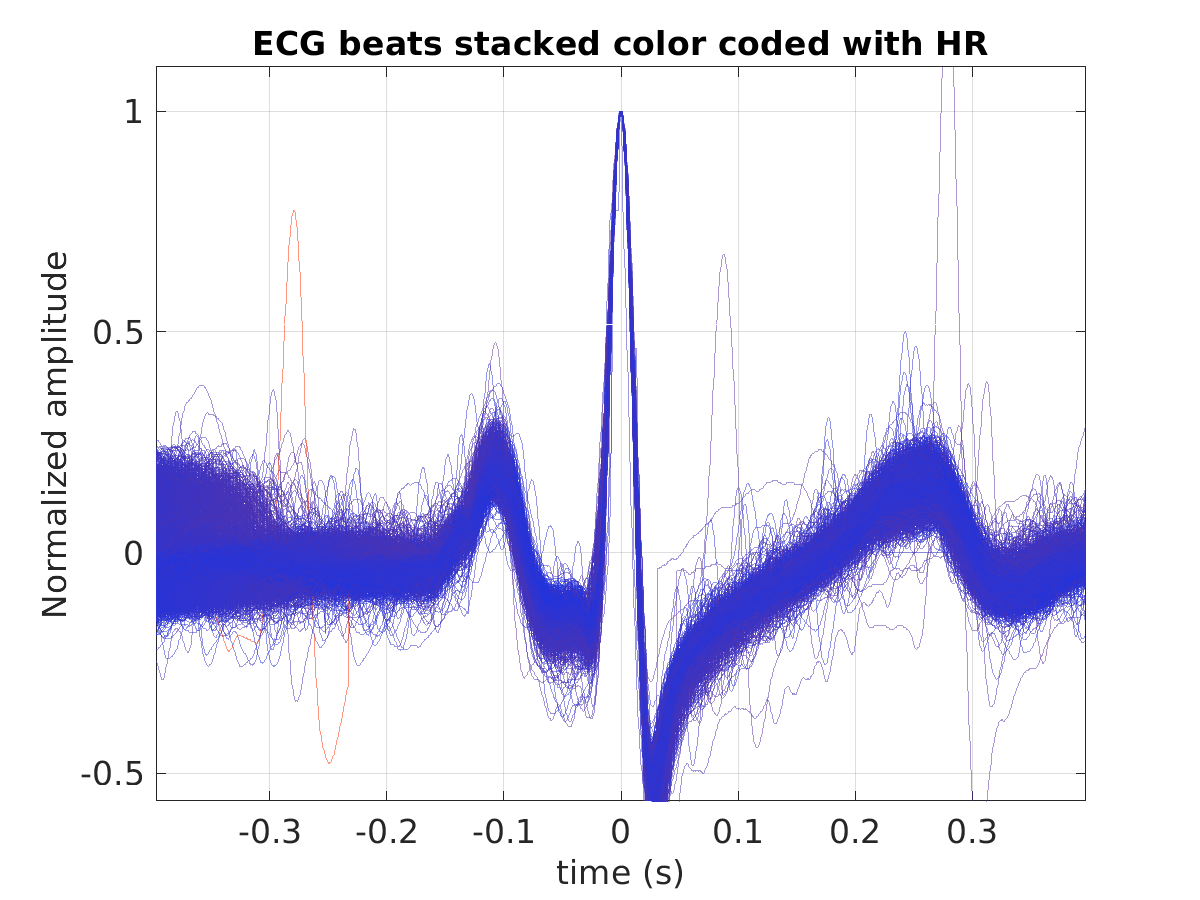 ECG beats stacked color coded with HR
1
0.5
0
-0.5
Normalized amplitude
-0.3 -0.2 -0.1 0 0.1 0.2 0.3
time (s)